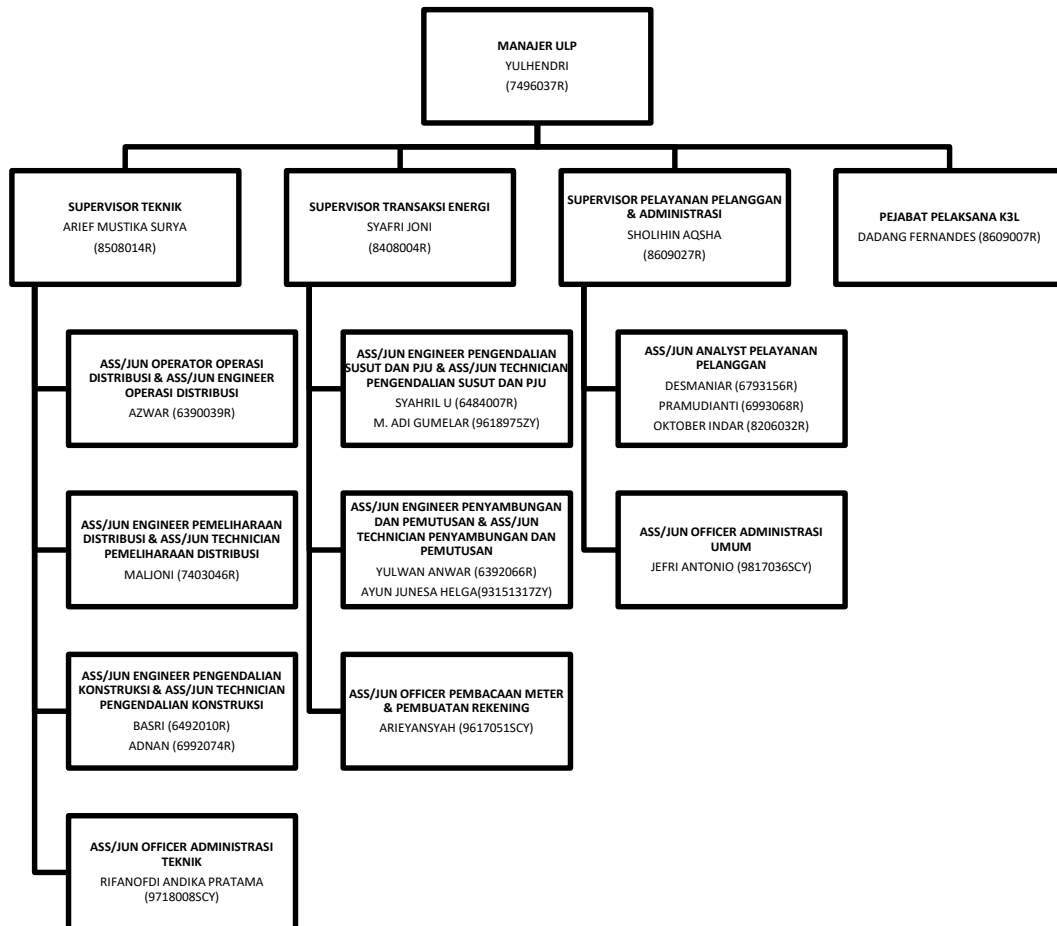 MANAJER ULP
YULHENDRI
(7496037R)
SUPERVISOR TEKNIK
ARIEF MUSTIKA SURYA
(8508014R)
SUPERVISOR TRANSAKSI ENERGI
SYAFRI JONI
(8408004R)
SUPERVISOR PELAYANAN PELANGGAN
& ADMINISTRASI
SHOLIHIN AQSHA
(8609027R)
PEJABAT PELAKSANA K3L
DADANG FERNANDES (8609007R)
ASS/JUN OPERATOR OPERASI
DISTRIBUSI & ASS/JUN ENGINEER
OPERASI DISTRIBUSI
AZWAR (6390039R)
ASS/JUN ENGINEER PENGENDALIAN
SUSUT DAN PJU & ASS/JUN TECHNICIAN
PENGENDALIAN SUSUT DAN PJU
SYAHRIL U (6484007R)
M. ADI GUMELAR (9618975ZY)
ASS/JUN ANALYST PELAYANAN
PELANGGAN
DESMANIAR (6793156R)
PRAMUDIANTI (6993068R)
OKTOBER INDAR (8206032R)
ASS/JUN ENGINEER PEMELIHARAAN
DISTRIBUSI & ASS/JUN TECHNICIAN
PEMELIHARAAN DISTRIBUSI
MALJONI (7403046R)
ASS/JUN ENGINEER PENYAMBUNGAN
DAN PEMUTUSAN & ASS/JUN
TECHNICIAN PENYAMBUNGAN DAN
PEMUTUSAN
YULWAN ANWAR (6392066R)
AYUN JUNESA HELGA(93151317ZY)
ASS/JUN OFFICER ADMINISTRASI
UMUM
JEFRI ANTONIO (9817036SCY)
ASS/JUN ENGINEER PENGENDALIAN
KONSTRUKSI & ASS/JUN TECHNICIAN
PENGENDALIAN KONSTRUKSI
BASRI (6492010R)
ADNAN (6992074R)
ASS/JUN OFFICER PEMBACAAN METER
& PEMBUATAN REKENING
ARIEYANSYAH (9617051SCY)
ASS/JUN OFFICER ADMINISTRASI
TEKNIK
RIFANOFDI ANDIKA PRATAMA
(9718008SCY)